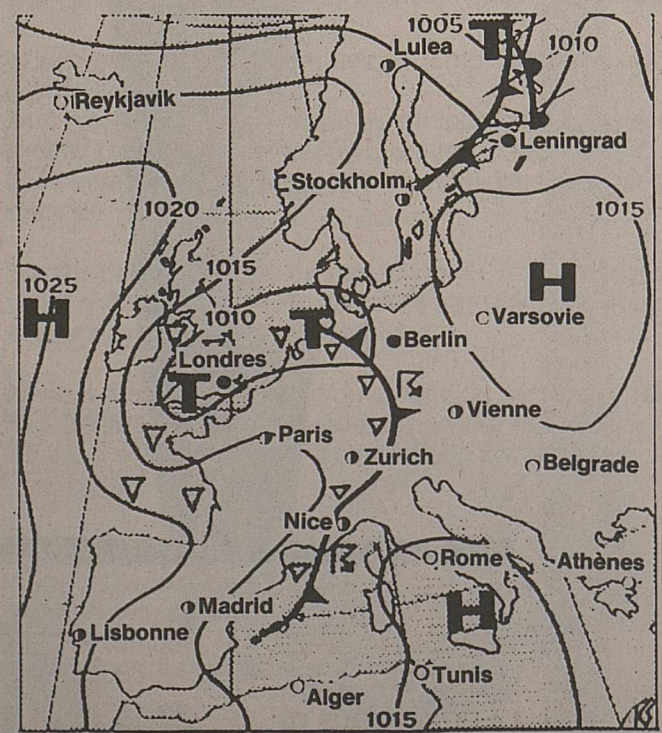 1005
T
1010
Lulea
Reykjavik
Leningrad
Stockholm
1020
1015
1015
1025
H
H
1010
T
Varsovie
Berlin
Londres
T
Vienne
Paris
Zurich
Belgrade
Nice
Rome
Athènes
Madrid
H
Lisbonne
Tunis
Alger
1015